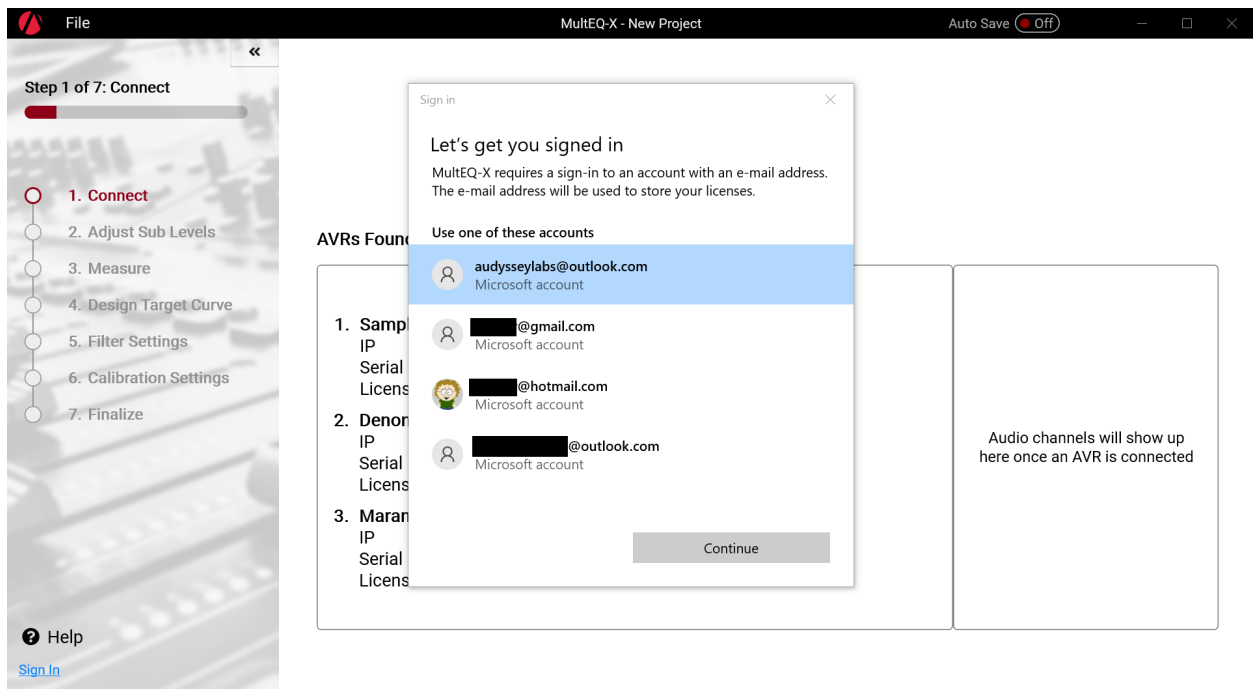 File
MultEQ-X - New Project
Auto Save Off
«
Step 1 of 7: Connect
1. Connect
2. Adjust Sub Levels
3. Measure
4. Design Target Curve
5. Filter Settings
6. Calibration Settings
7. Finalize
? Help
Sign In
Sign in
Let's get you signed in
MultEQ-X requires a sign-in to an account with an e-mail address.
The e-mail address will be used to store your licenses.
Use one of these accounts
audysseylabs@outlook.com
Microsoft account
@gmail.com
Microsoft account
@hotmail.com
Microsoft account
@outlook.com
Microsoft account
Continue
AVRs Foun
1. Sampl
IP
Serial
Licens
2. Denon
IP
Serial
Licens
3. Maran
IP
Serial
Licens
Audio channels will show up
here once an AVR is connected